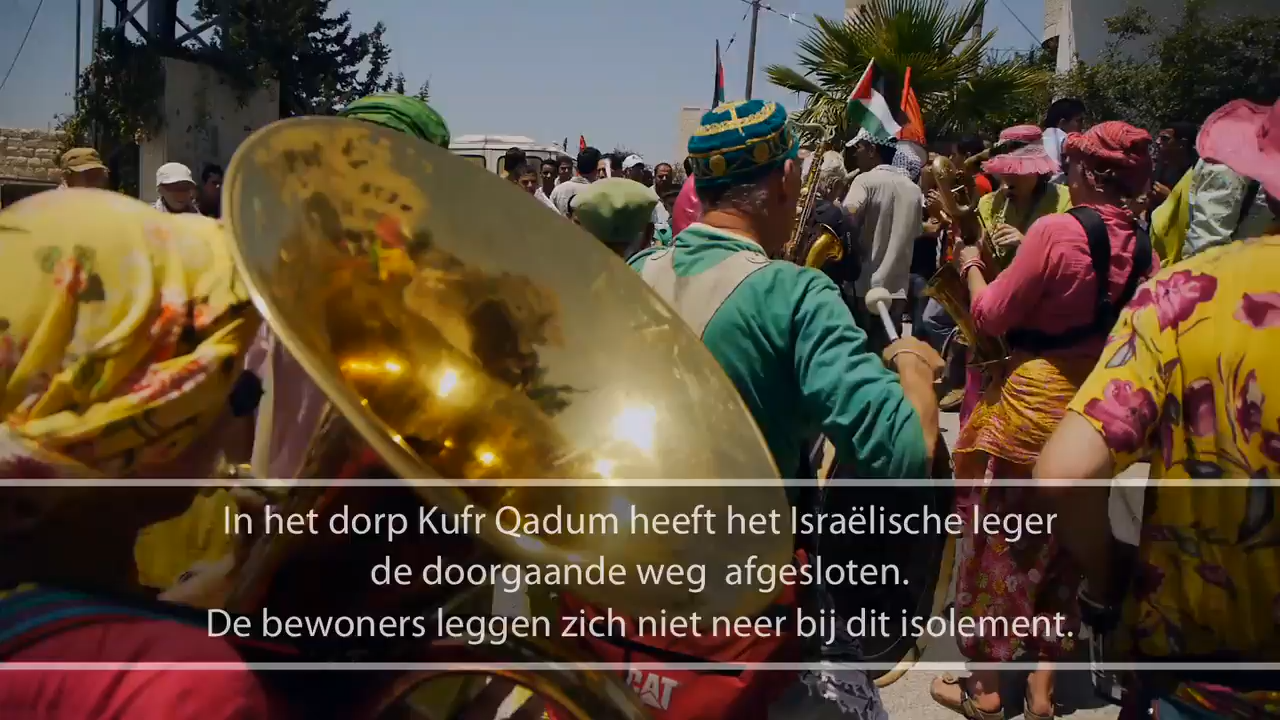 In het dorp Kufr Qadum heeft het Israëlische leger
de doorgaande weg  afgesloten.
De bewoners leggen zich niet neer bij dit isolement.
CAT